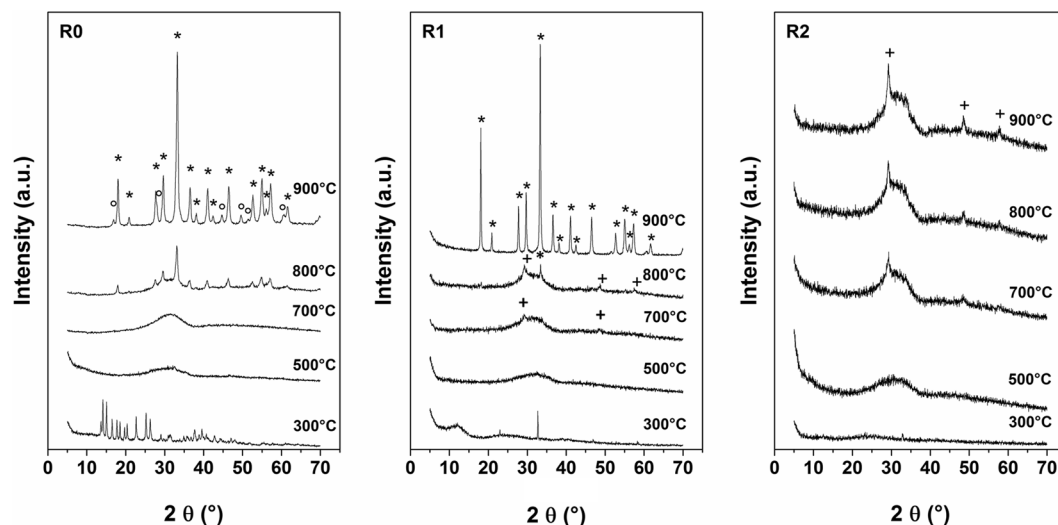 R0
*
* * * * * * * * * * * * *
o o o o o
900°C
800°C
700°C
500°C
300°C
0 10 20 30 40 50 60 70
2 θ (°)
Intensity (a.u.)
R1
*
* * * * * * * * * * * * *
900°C
+ * + +
800°C
+ +
700°C
500°C
300°C
0 10 20 30 40 50 60 70
2 θ (°)
Intensity (a.u.)
R2
+ + +
900°C
800°C
700°C
500°C
300°C
0 10 20 30 40 50 60 70
2 θ (°)
Intensity (a.u.)